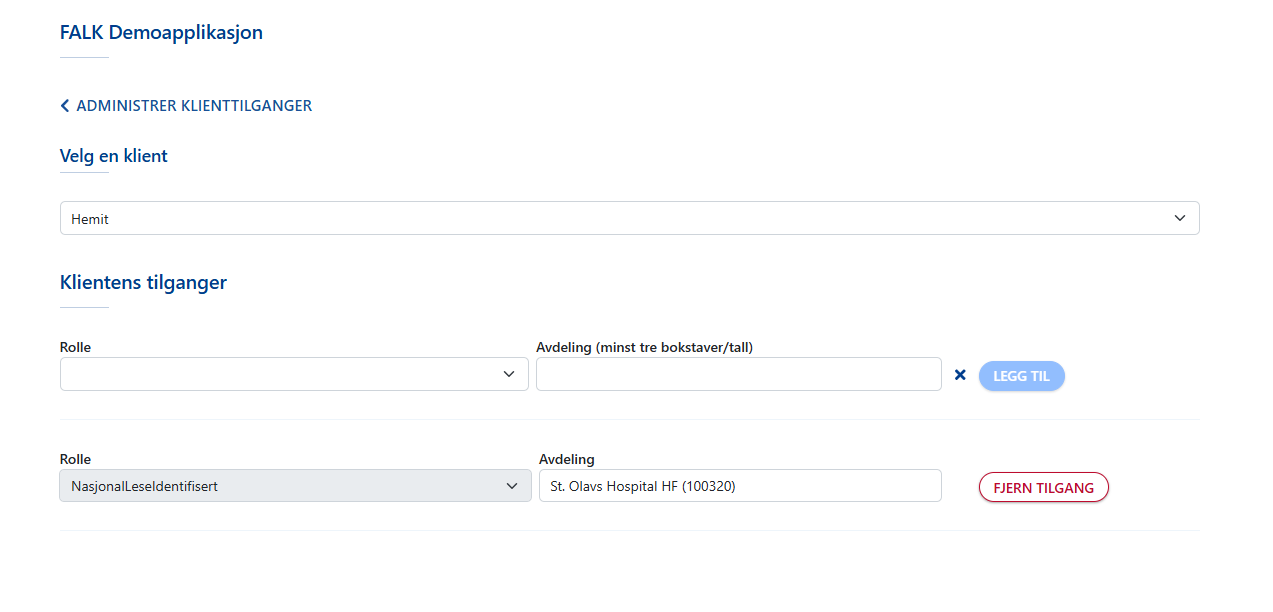 FALK Demoapplikasjon
ADMINISTRER KLIENTTILGANGER
Velg en klient
Hemit
Klientens tilganger
Rolle
Avdeling (minst tre bokstaver/tall)
LEGG TIL
Rolle
Avdeling
NasjonalLeseIdentifisert
St. Olavs Hospital HF (100320)
FJERN TILGANG